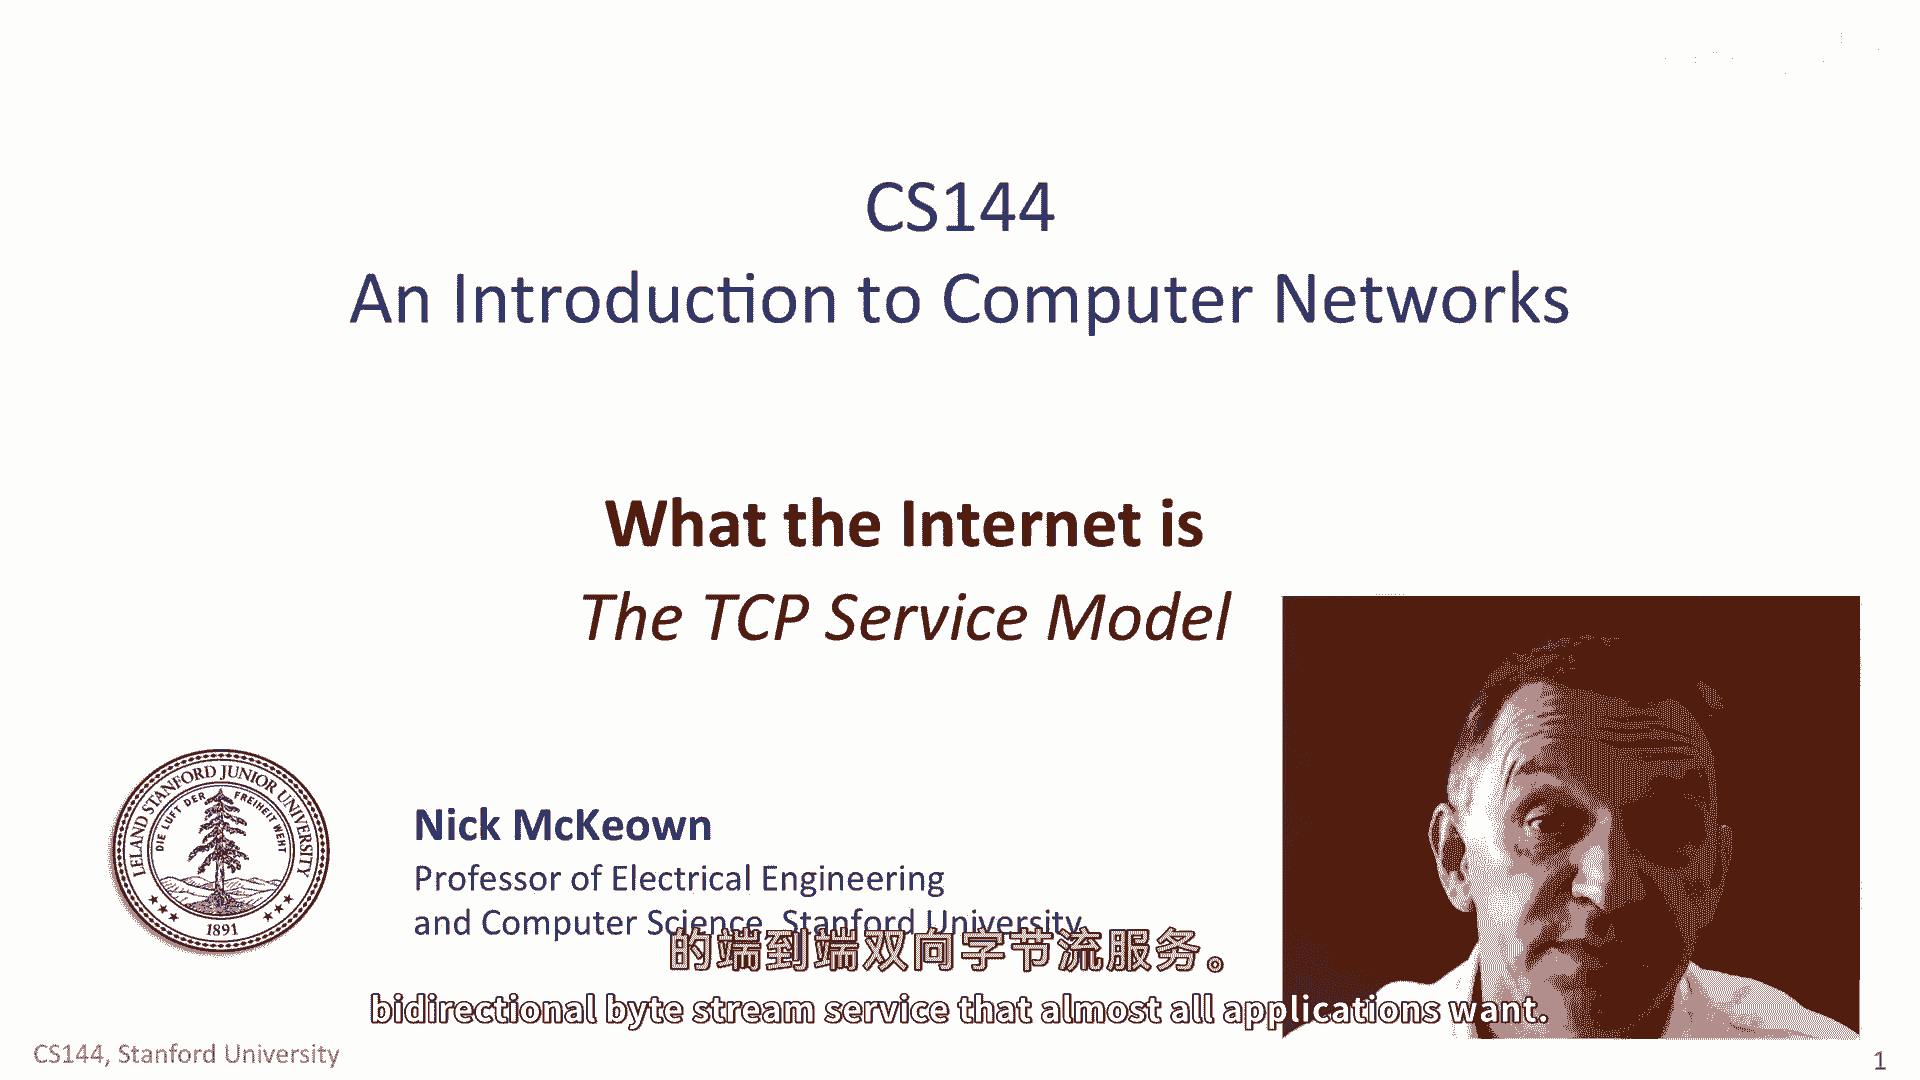 CS144
An Introduction to Computer Networks
What the Internet is
The TCP Service Model
LELAND STANFORD JUNIOR UNIVERSITY
DIE LUFT DER FREIHEIT WEHT
1891
Nick McKeown
Professor of Electrical Engineering
and Computer Science, Stanford University
的端到端双向字节流服务。
bidirectional byte stream service that almost all applications want.
CS144, Stanford University
1